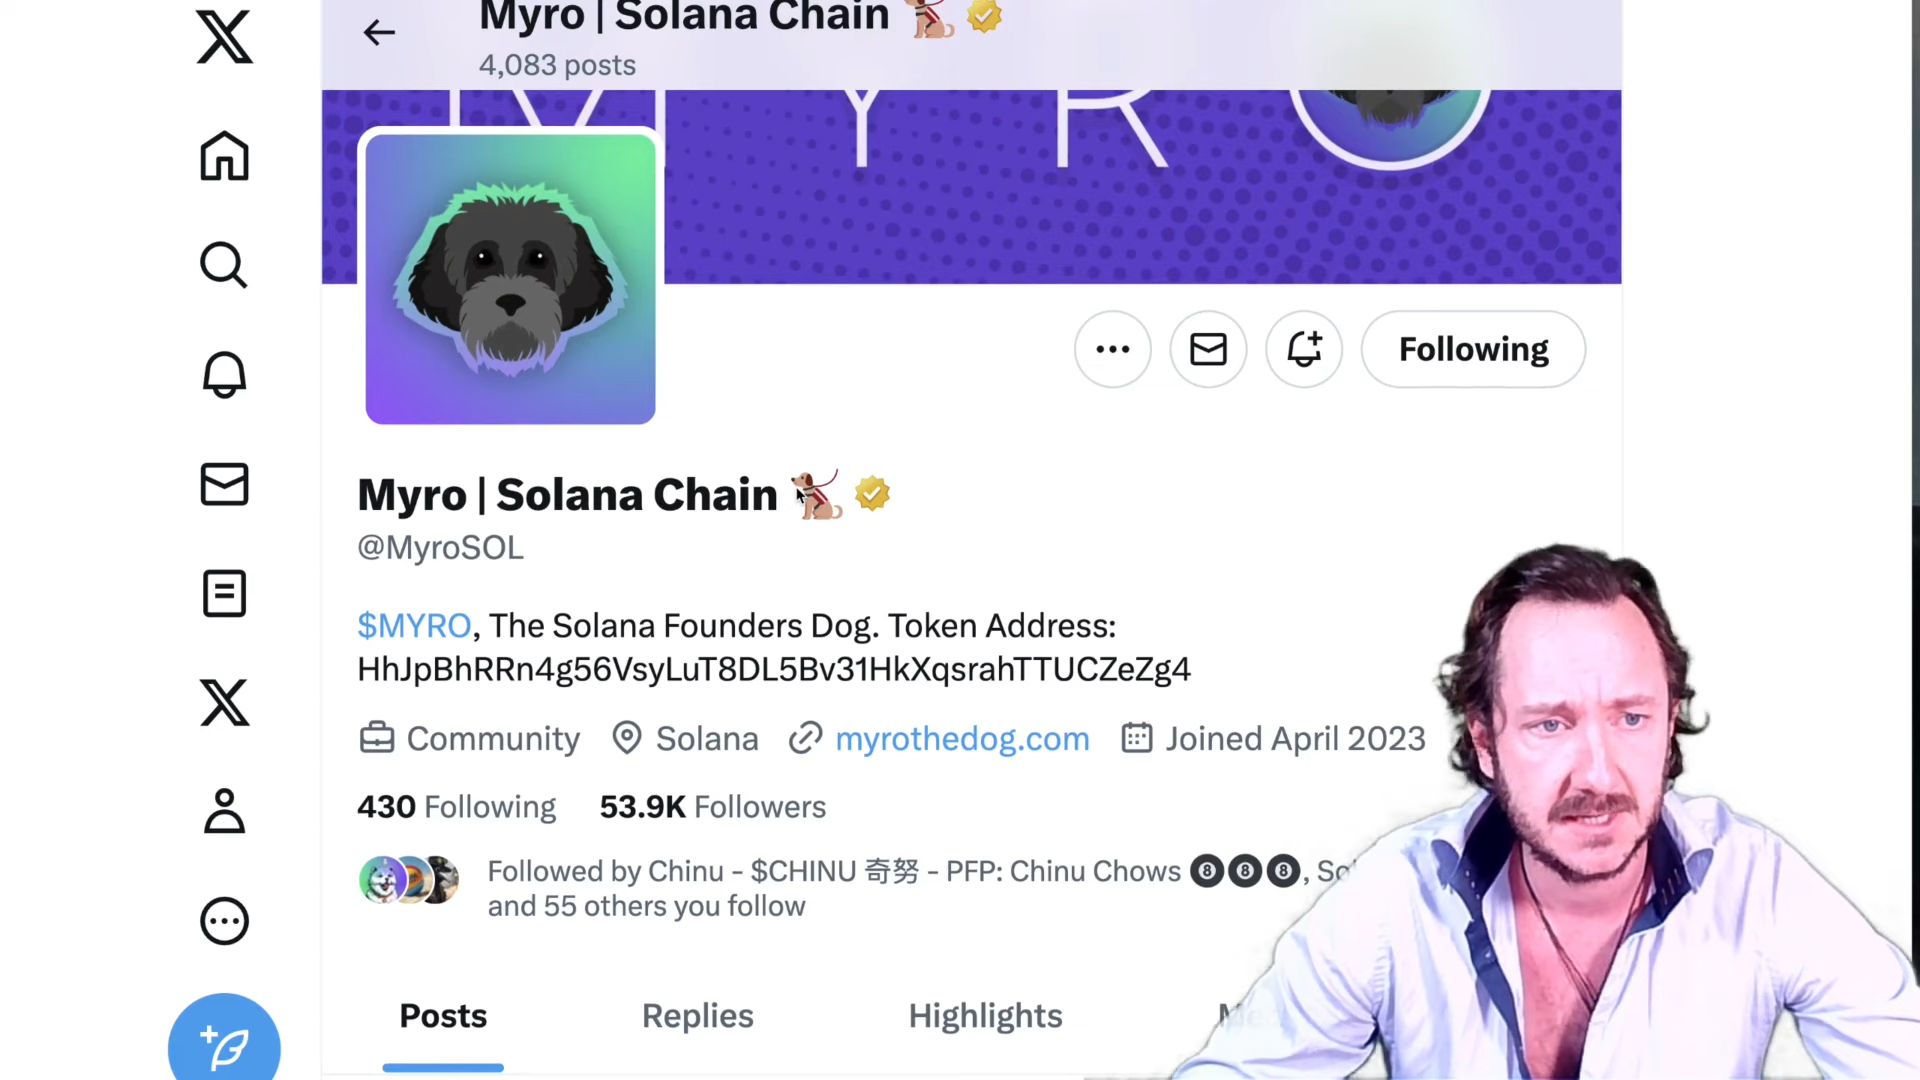 Myro | Solana Chain
4,083 posts
MYR
Following
Myro | Solana Chain
@MyroSOL
$MYRO, The Solana Founders Dog. Token Address:
HhJpBhRRn4g56VsyLuT8DL5Bv31HkXqsrahTTUCZeZg4
Community Solana myrothedog.com Joined April 2023
430 Following 53.9K Followers
Followed by Chinu - $CHINU 奇努 - PFP: Chinu Chows 🎱🎱🎱,
and 55 others you follow
Posts Replies Highlights